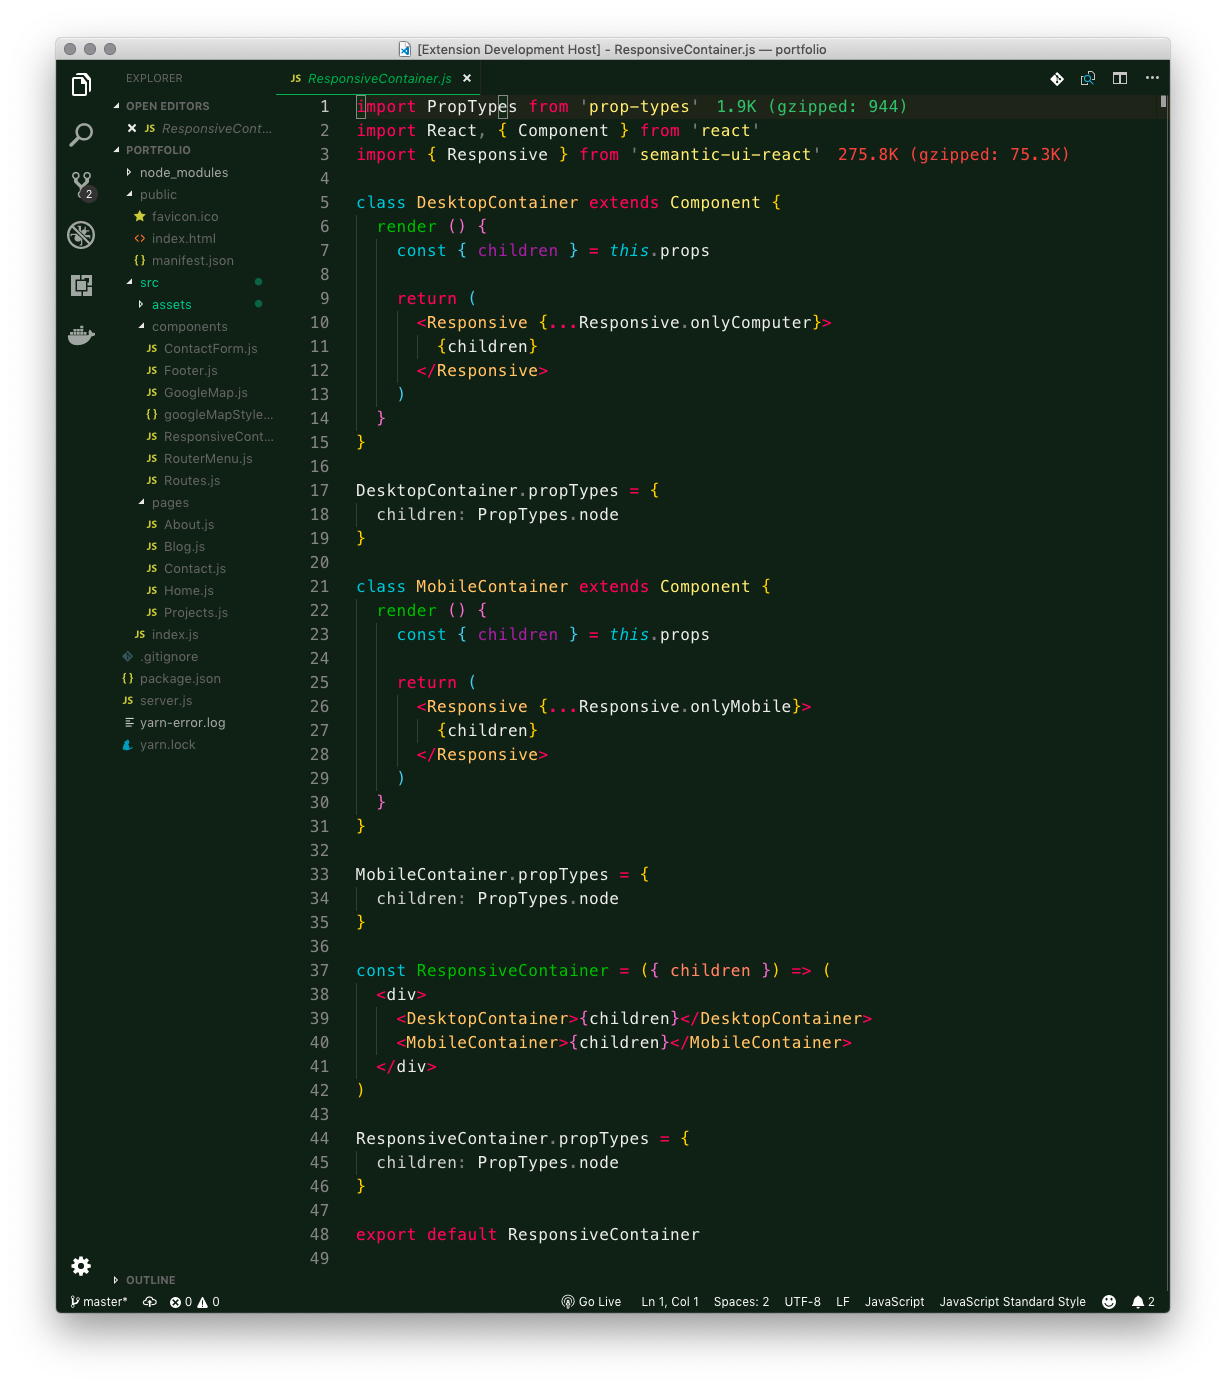 [Extension Development Host] - ResponsiveContainer.js — portfolio
EXPLORER
OPEN EDITORS
JS ResponsiveCont...
PORTFOLIO
node_modules
public
favicon.ico
<> index.html
{} manifest.json
src
assets
components
JS ContactForm.js
JS Footer.js
JS GoogleMap.js
{} googleMapStyle...
JS ResponsiveCont...
JS RouterMenu.js
JS Routes.js
pages
JS About.js
JS Blog.js
JS Contact.js
JS Home.js
JS Projects.js
JS index.js
.gitignore
{} package.json
JS server.js
yarn-error.log
yarn.lock
OUTLINE
2
JS ResponsiveContainer.js ×
1 import PropTypes from 'prop-types' 1.9K (gzipped: 944)
2 import React, { Component } from 'react'
3 import { Responsive } from 'semantic-ui-react' 275.8K (gzipped: 75.3K)
4
5 class DesktopContainer extends Component {
6 render () {
7 const { children } = this.props
8
9 return (
10 <Responsive {...Responsive.onlyComputer}>
11 {children}
12 </Responsive>
13 )
14 }
15 }
16
17 DesktopContainer.propTypes = {
18 children: PropTypes.node
19 }
20
21 class MobileContainer extends Component {
22 render () {
23 const { children } = this.props
24
25 return (
26 <Responsive {...Responsive.onlyMobile}>
27 {children}
28 </Responsive>
29 )
30 }
31 }
32
33 MobileContainer.propTypes = {
34 children: PropTypes.node
35 }
36
37 const ResponsiveContainer = ({ children }) => (
38 <div>
39 <DesktopContainer>{children}</DesktopContainer>
40 <MobileContainer>{children}</MobileContainer>
41 </div>
42 )
43
44 ResponsiveContainer.propTypes = {
45 children: PropTypes.node
46 }
47
48 export default ResponsiveContainer
49
master* 0 0 Go Live Ln 1, Col 1 Spaces: 2 UTF-8 LF JavaScript JavaScript Standard Style 2